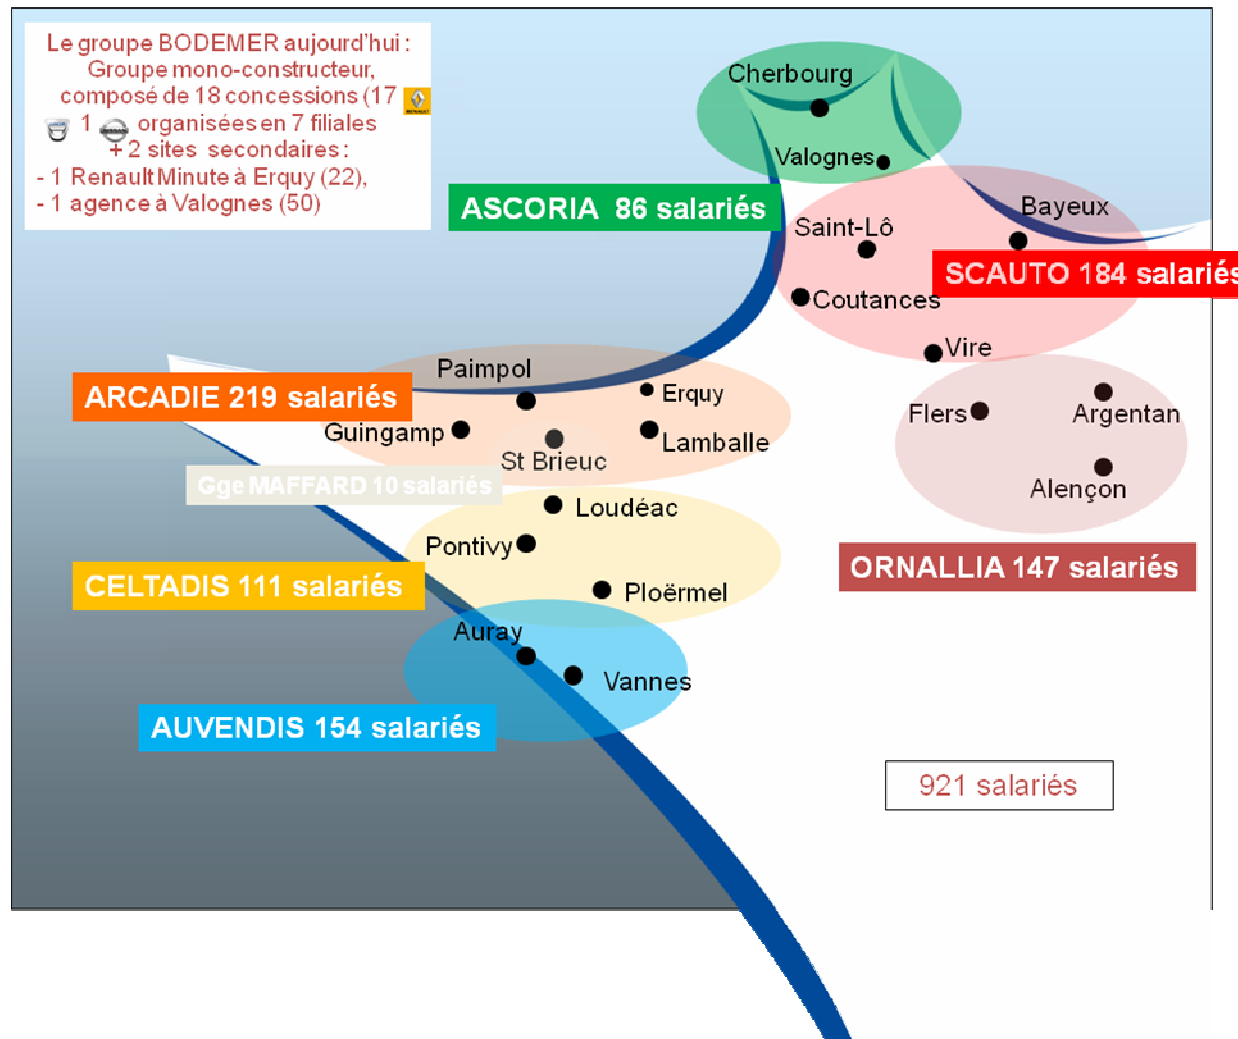 Le groupe BODEMER aujourd'hui :
Groupe mono-constructeur,
composé de 18 concessions (17
RENAULT
DACIA 1 NISSAN organisées en 7 filiales
+ 2 sites secondaires :
- 1 Renault Minute à Erquy (22),
- 1 agence à Valognes (50)
Cherbourg
Valognes
ASCORIA 86 salariés
Bayeux
Saint-Lô
SCAUTO 184 salariés
Coutances
Vire
Paimpol
ARCADIE 219 salariés
Erquy
Flers
Argentan
Guingamp
Lamballe
St Brieuc
Gge MAFFARD 10 salariés
Alençon
Loudéac
Pontivy
ORNALLIA 147 salariés
CELTADIS 111 salariés
Ploërmel
Auray
Vannes
AUVENDIS 154 salariés
921 salariés